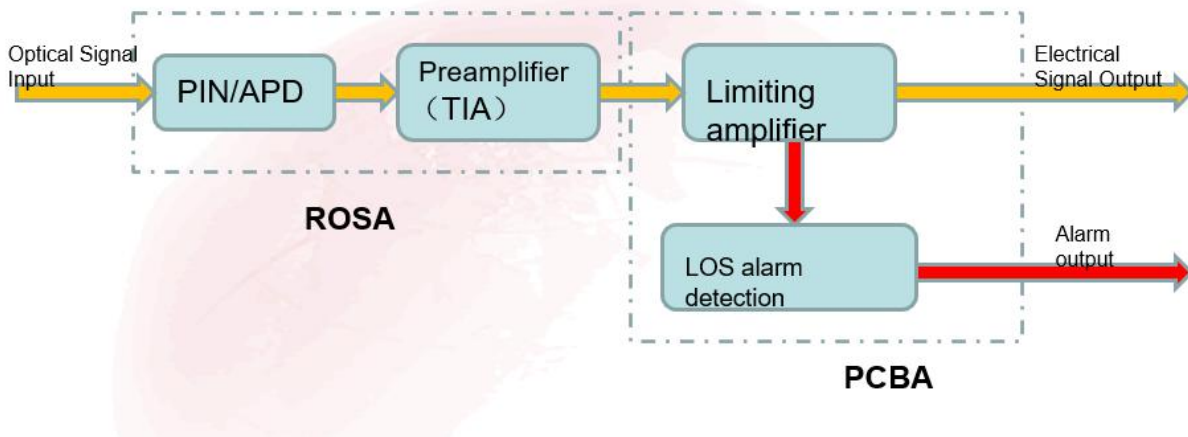 Optical Signal
Input
PIN/APD
Preamplifier
（TIA）
Limiting
amplifier
Electrical
Signal Output
ROSA
LOS alarm
detection
Alarm
output
PCBA